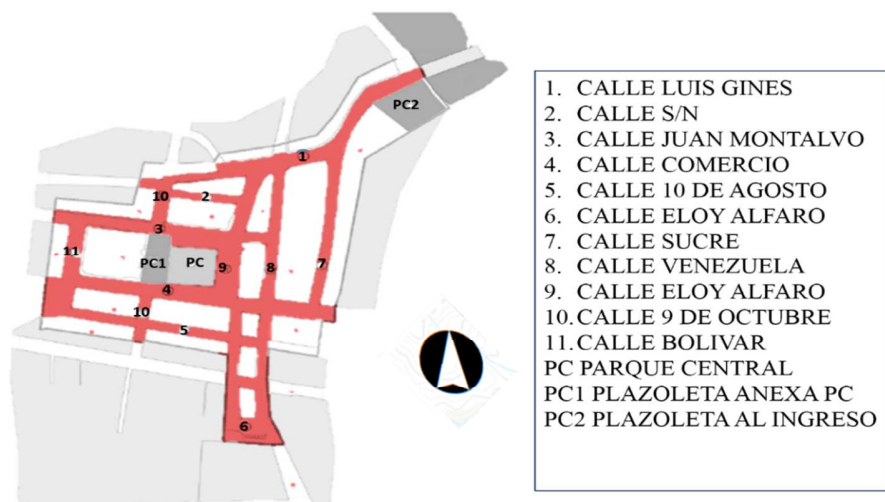 PC2
1
10
2
3
11
PC1
PC
9
8
7
4
10
5
6
1. CALLE LUIS GINES
2. CALLE S/N
3. CALLE JUAN MONTALVO
4. CALLE COMERCIO
5. CALLE 10 DE AGOSTO
6. CALLE ELOY ALFARO
7. CALLE SUCRE
8. CALLE VENEZUELA
9. CALLE ELOY ALFARO
10. CALLE 9 DE OCTUBRE
11. CALLE BOLIVAR
PC PARQUE CENTRAL
PC1 PLAZOLETA ANEXA PC
PC2 PLAZOLETA AL INGRESO